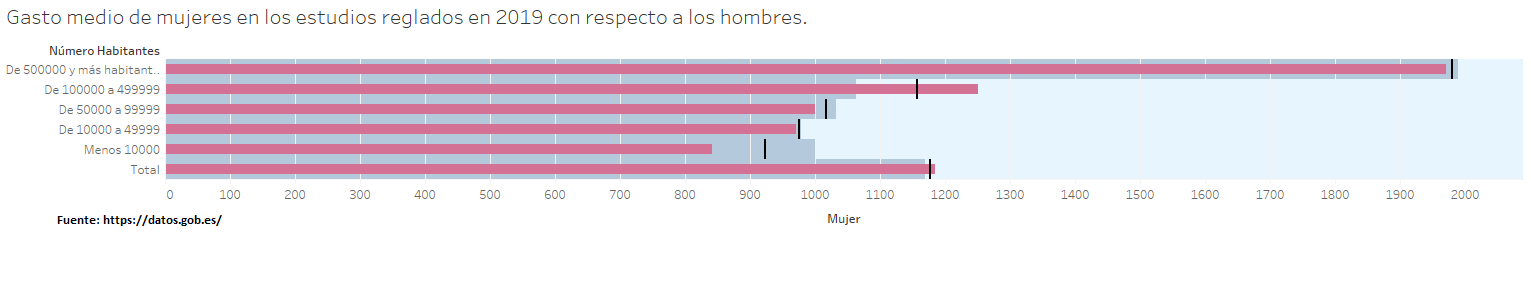 Gasto medio de mujeres en los estudios reglados en 2019 con respecto a los hombres.
Número Habitantes
De 500000 y más habitant..
De 100000 a 499999
De 50000 a 99999
De 10000 a 49999
Menos 10000
Total
0 100 200 300 400 500 600 700 800 900 1000 1100 1200 1300 1400 1500 1600 1700 1800 1900 2000
Fuente: https://datos.gob.es/
Mujer